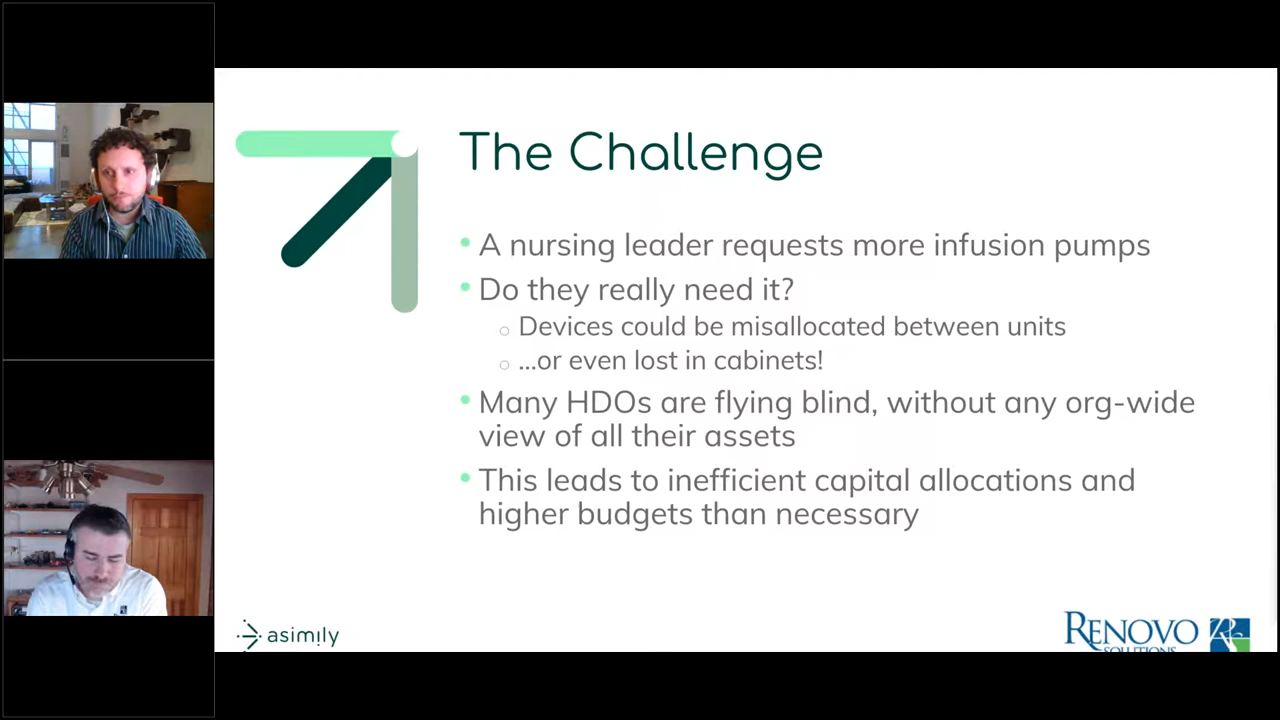 The Challenge
• A nursing leader requests more infusion pumps
• Do they really need it?
○ Devices could be misallocated between units
○ ...or even lost in cabinets!
• Many HDOs are flying blind, without any org-wide
view of all their assets
• This leads to inefficient capital allocations and
higher budgets than necessary
asimily
RENOVO
SOLUTIONS